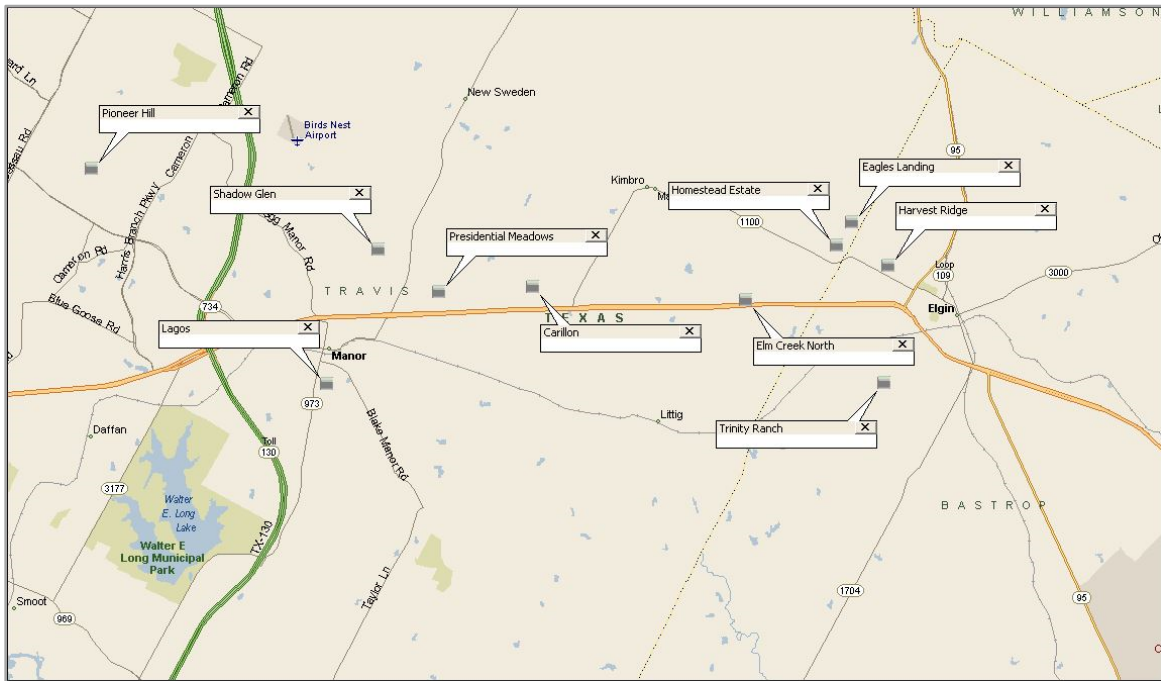 WILLIAMSON
Cameron Rd
New Sweden
Pioneer Hill
Birds Nest
Airport
95
Cameron
Kimbro
Eagles Landing
Shadow Glen
Homestead Estate
1100
Harvest Ridge
Harris Branch Pkwy
Manor Rd
Presidential Meadows
Cameron Rd
Loop
109
3000
TRAVIS
734
Blue Goose Rd
TEXAS
Elgin
Lagos
Carillon
Manor
Elm Creek North
973
Littig
Trinity Ranch
Daffan
Blake Manor Rd
Toll
130
3177
Walter
E. Long
Lake
BASTROP
TX-130
Walter E
Long Municipal
Park
Taylor Ln
1704
95
Smoot
969